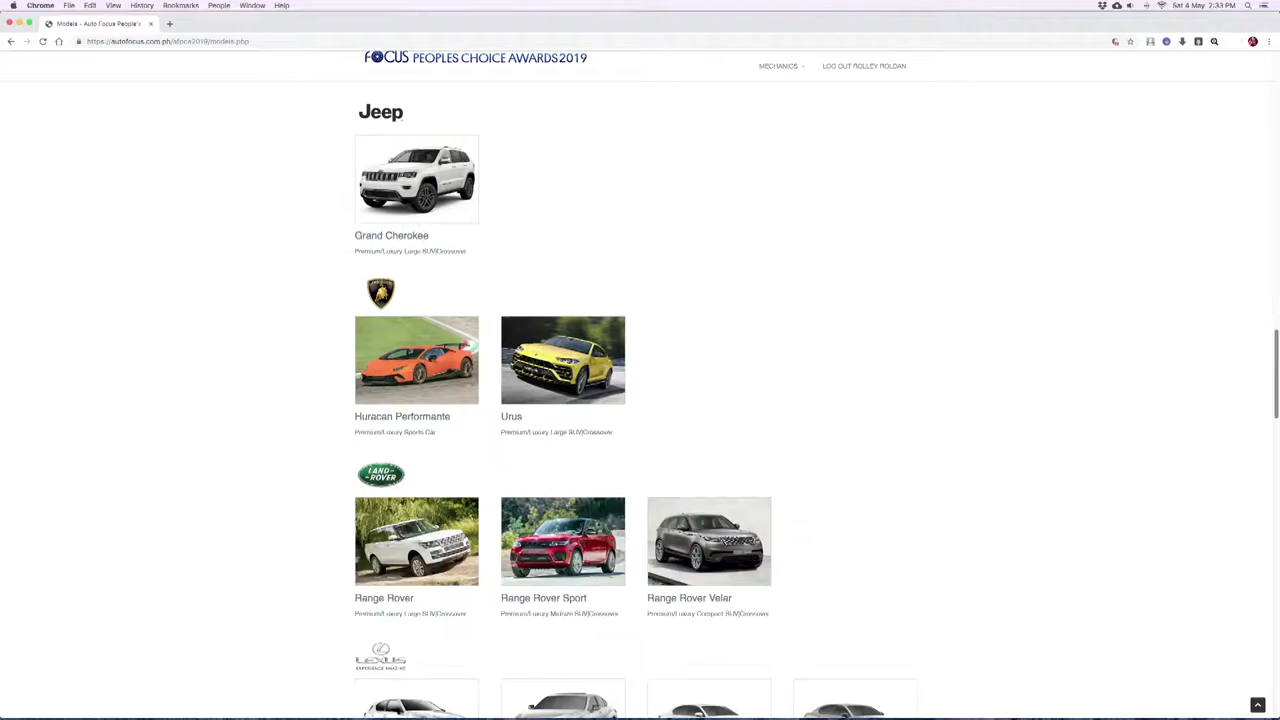 Chrome File Edit View History Bookmarks People Window Help
Sat 4 May 2:33 PM
Models - Auto Focus People's
https://autofocus.com.ph/afpca2019/models.php
FOCUS PEOPLES CHOICE AWARDS 2019
MECHANICS
LOG OUT ROLLEY ROLDAN
Jeep
Grand Cherokee
Premium/Luxury Large SUV|Crossover
LAMBORGHINI
Huracan Performante
Premium/Luxury Sports Car
Urus
Premium/Luxury Large SUV|Crossover
LAND-
ROVER
Range Rover
Premium/Luxury Large SUV|Crossover
Range Rover Sport
Premium/Luxury Midsize SUV|Crossover
Range Rover Velar
Premium/Luxury Compact SUV|Crossover
LEXUS
EXPERIENCE AMAZING